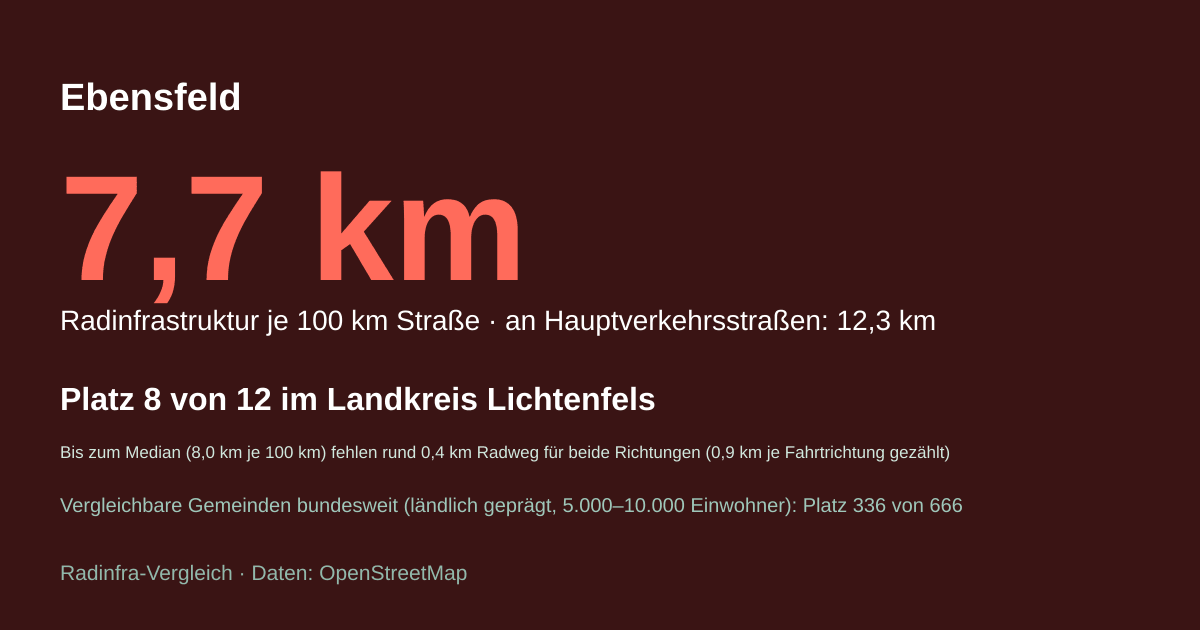 Ebensfeld
7,7 km
Radinfrastruktur je 100 km Straße · an Hauptverkehrsstraßen: 12,3 km
Platz 8 von 12 im Landkreis Lichtenfels
Bis zum Median (8,0 km je 100 km) fehlen rund 0,4 km Radweg für beide Richtungen (0,9 km je Fahrtrichtung gezählt)
Vergleichbare Gemeinden bundesweit (ländlich geprägt, 5.000–10.000 Einwohner): Platz 336 von 666
Radinfra-Vergleich · Daten: OpenStreetMap